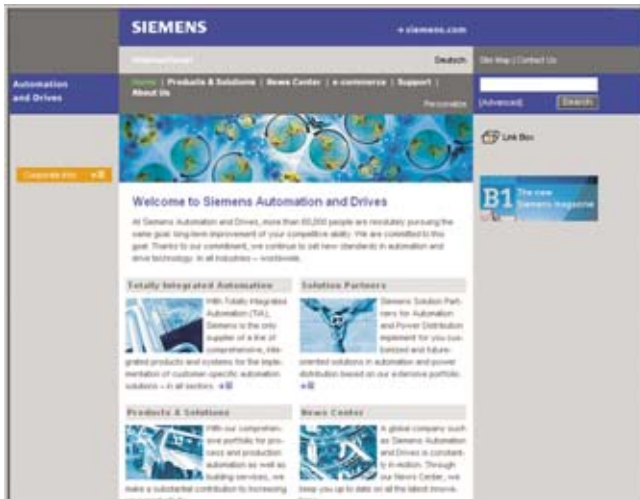 SIEMENS
siemens.com
International
Deutsch
Site Map | Contact Us
Automation
and Drives
Home | Products & Solutions | News Center | e-commerce | Support |
About Us
Personalize
[Advanced]
Search
Link Box
Corporate Info
B1 The new
Siemens magazine
Welcome to Siemens Automation and Drives
At Siemens Automation and Drives, more than 60,000 people are resolutely pursuing the
same goal: long-term improvement of your competitive ability. We are committed to this
goal. Thanks to our commitment, we continue to set new standards in automation and
drive technology. In all industries – worldwide.
Totally Integrated Automation
With Totally Integrated
Automation (TIA),
Siemens is the only
supplier of a line of
comprehensive, inte-
grated products and systems for the imple-
mentation of customer-specific automation
solutions – in all sectors.
Solution Partners
Siemens Solution Part-
ners for Automation
and Power Distribution
implement for you cus-
tomized and future-
oriented solutions in automation and power
distribution based on our extensive portfolio.
Products & Solutions
With our comprehen-
sive portfolio for pro-
cess and production
automation as well as
building services, we
make a substantial contribution to increasing
News Center
A global company such
as Siemens Automation
and Drives is constant-
ly in motion. Through
our News Center, we
keep you up to date on all the latest